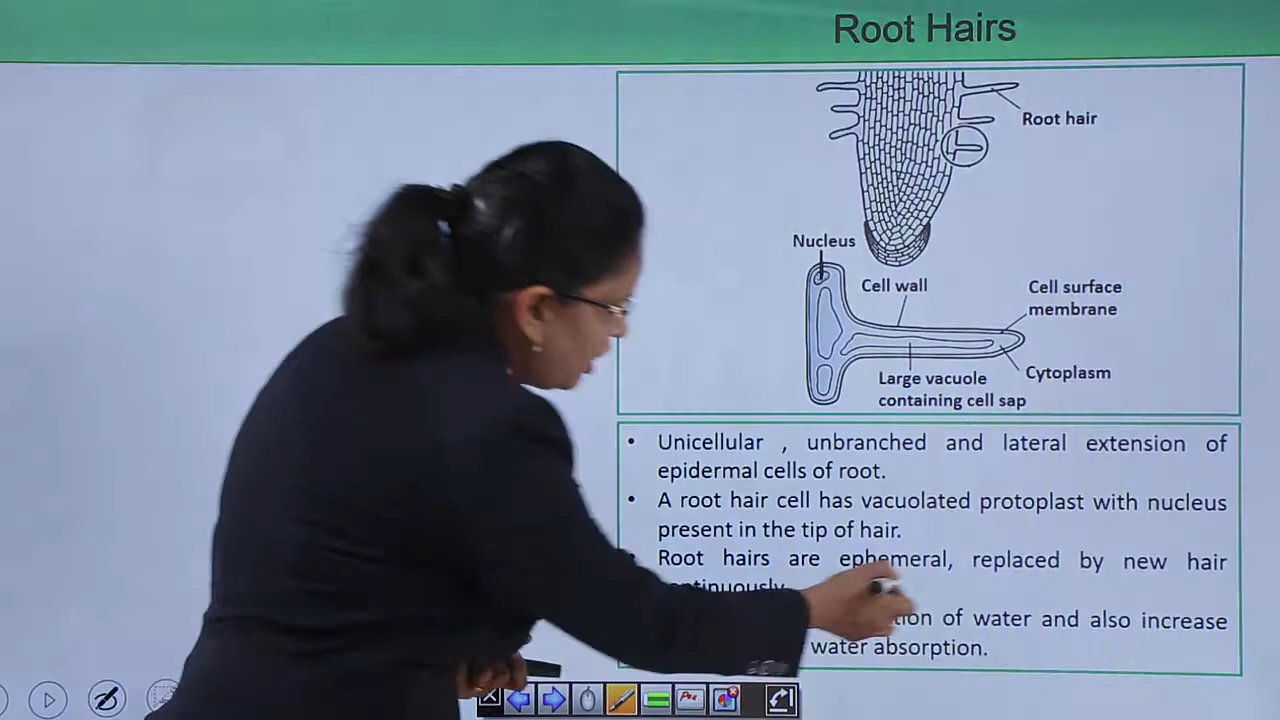 Root Hairs
Root hair
Nucleus
Cell wall
Cell surface
membrane
Cytoplasm
Large vacuole
containing cell sap
• Unicellular , unbranched and lateral extension of
epidermal cells of root.
• A root hair cell has vacuolated protoplast with nucleus
present in the tip of hair.
Root hairs are ephemeral, replaced by new hair
continuously
of water and also increase
water absorption.